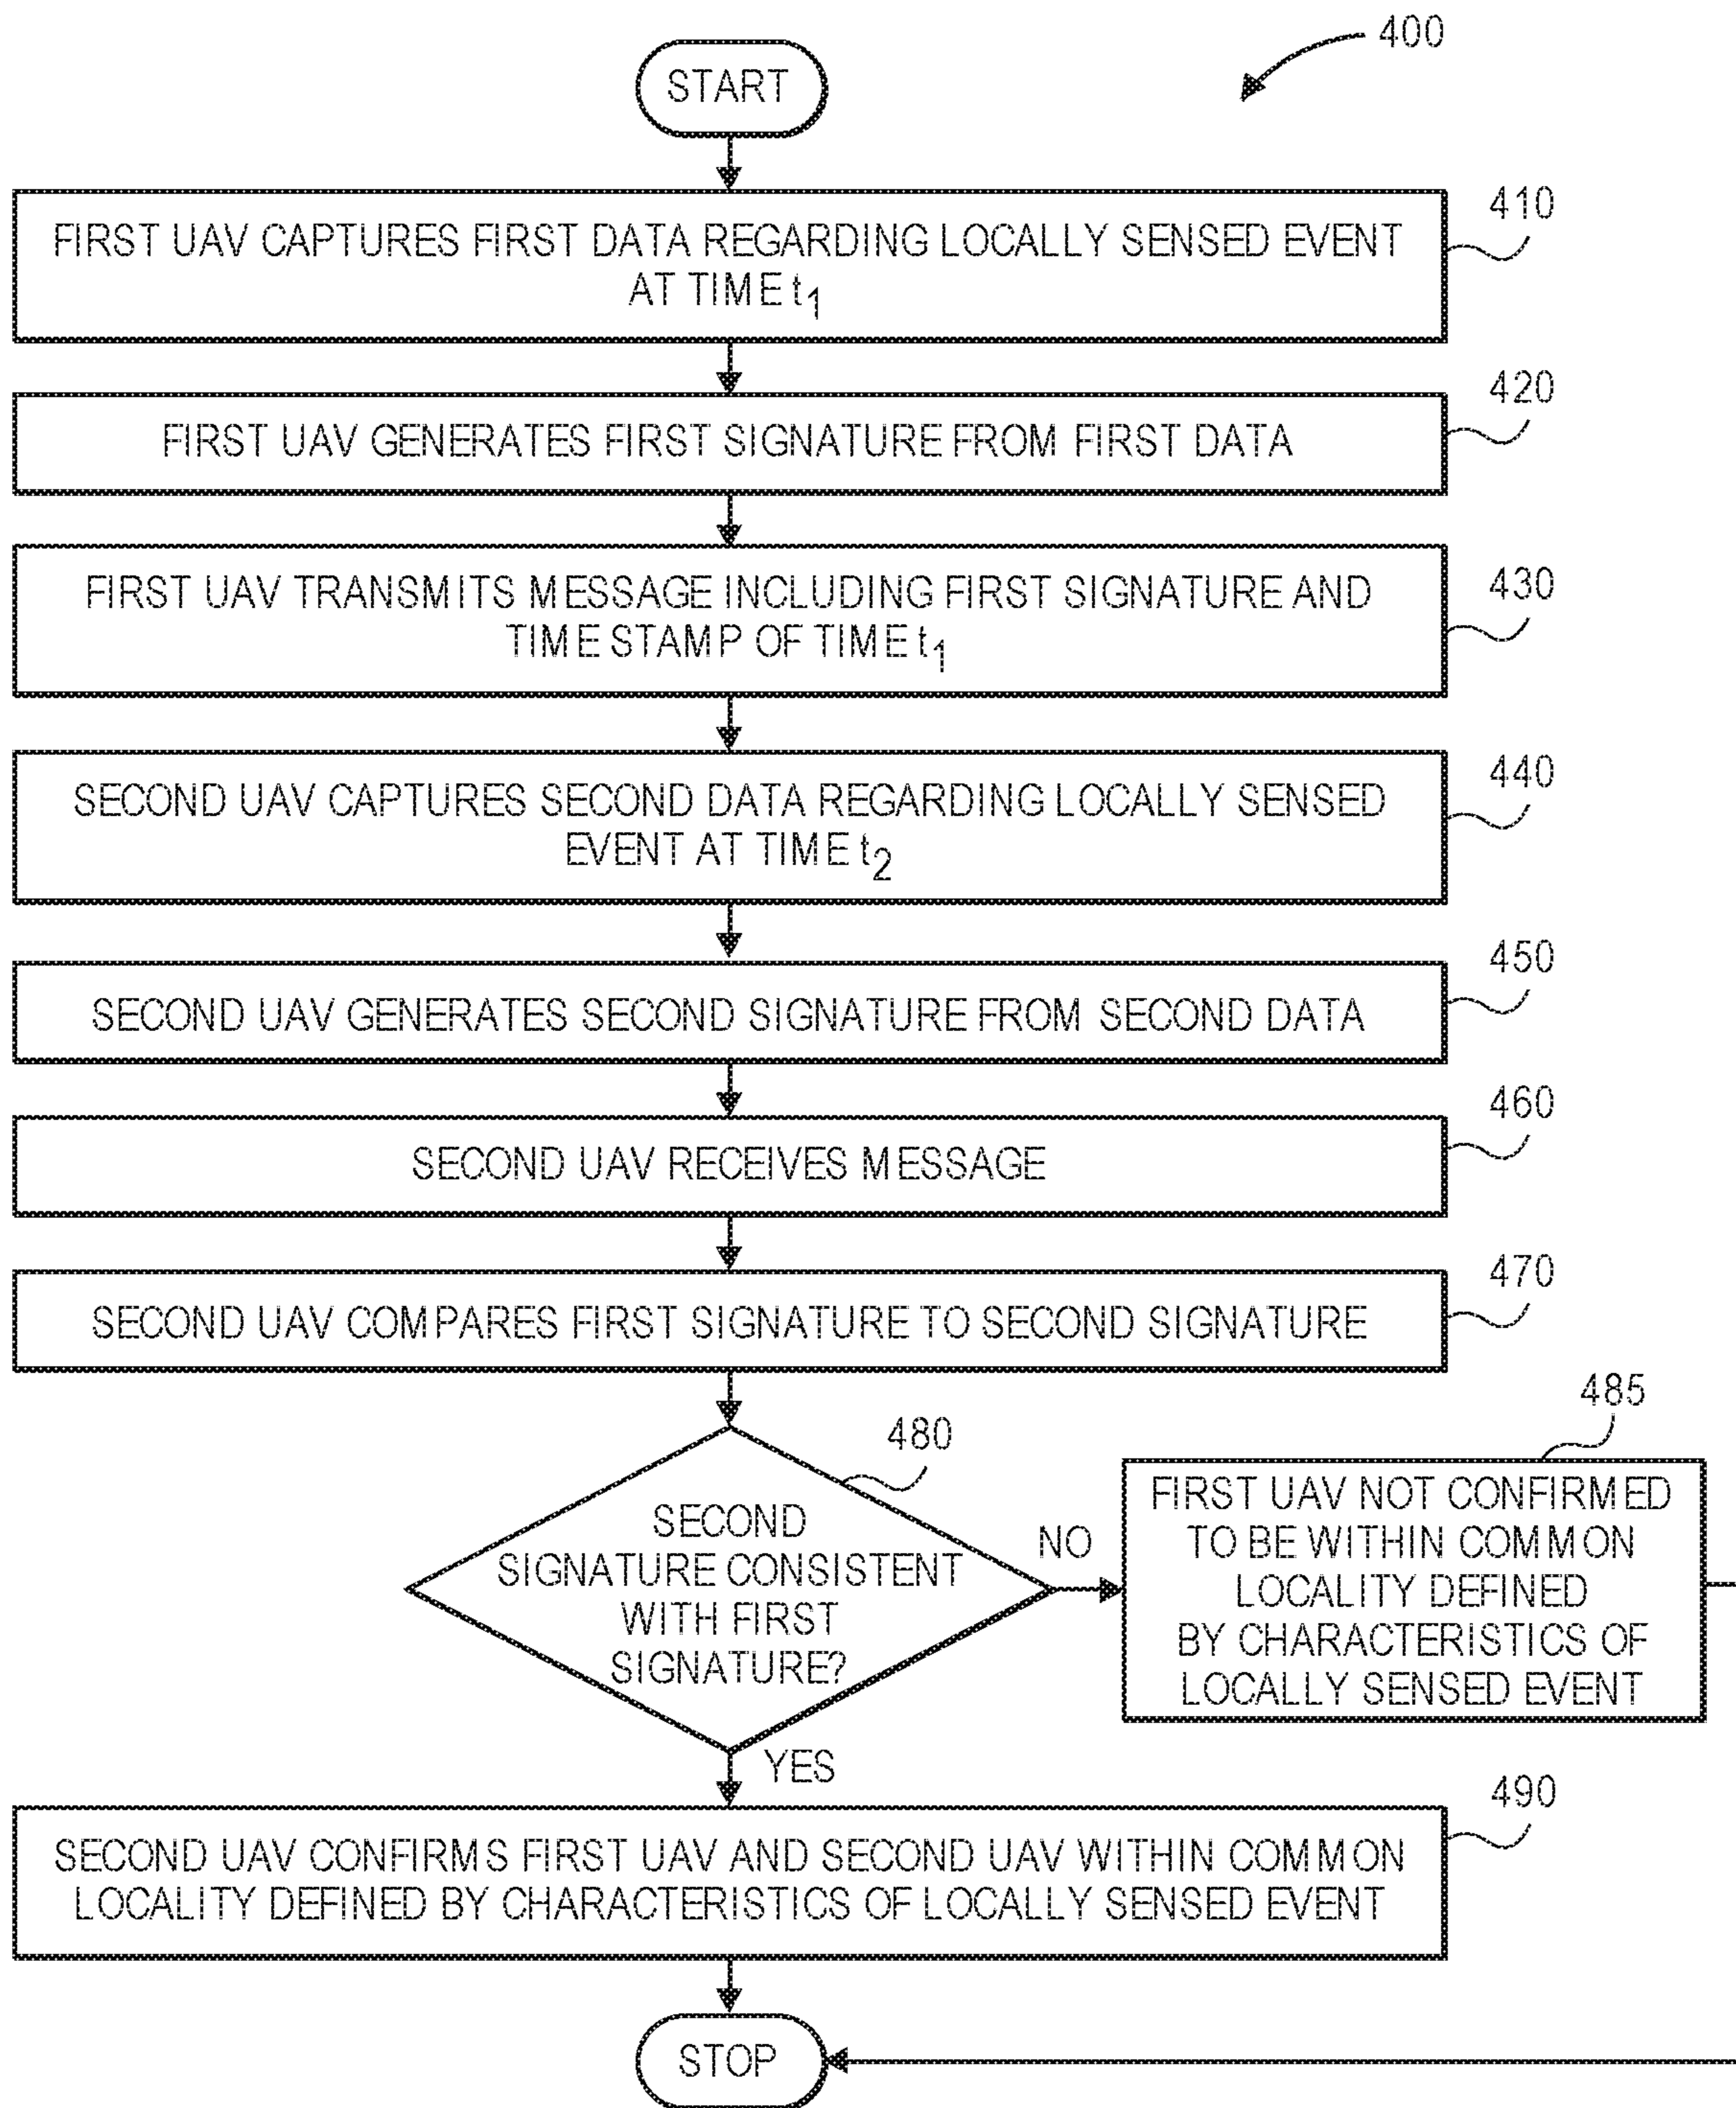 400
START
410
FIRST UAV CAPTURES FIRST DATA REGARDING LOCALLY SENSED EVENT
AT TIME t₁
420
FIRST UAV GENERATES FIRST SIGNATURE FROM FIRST DATA
430
FIRST UAV TRANSMITS MESSAGE INCLUDING FIRST SIGNATURE AND
TIME STAMP OF TIME t₁
440
SECOND UAV CAPTURES SECOND DATA REGARDING LOCALLY SENSED
EVENT AT TIME t₂
450
SECOND UAV GENERATES SECOND SIGNATURE FROM SECOND DATA
460
SECOND UAV RECEIVES MESSAGE
470
SECOND UAV COMPARES FIRST SIGNATURE TO SECOND SIGNATURE
480
SECOND
SIGNATURE CONSISTENT
WITH FIRST
SIGNATURE?
NO
485
FIRST UAV NOT CONFIRMED
TO BE WITHIN COMMON
LOCALITY DEFINED
BY CHARACTERISTICS OF
LOCALLY SENSED EVENT
YES
490
SECOND UAV CONFIRMS FIRST UAV AND SECOND UAV WITHIN COMMON
LOCALITY DEFINED BY CHARACTERISTICS OF LOCALLY SENSED EVENT
STOP